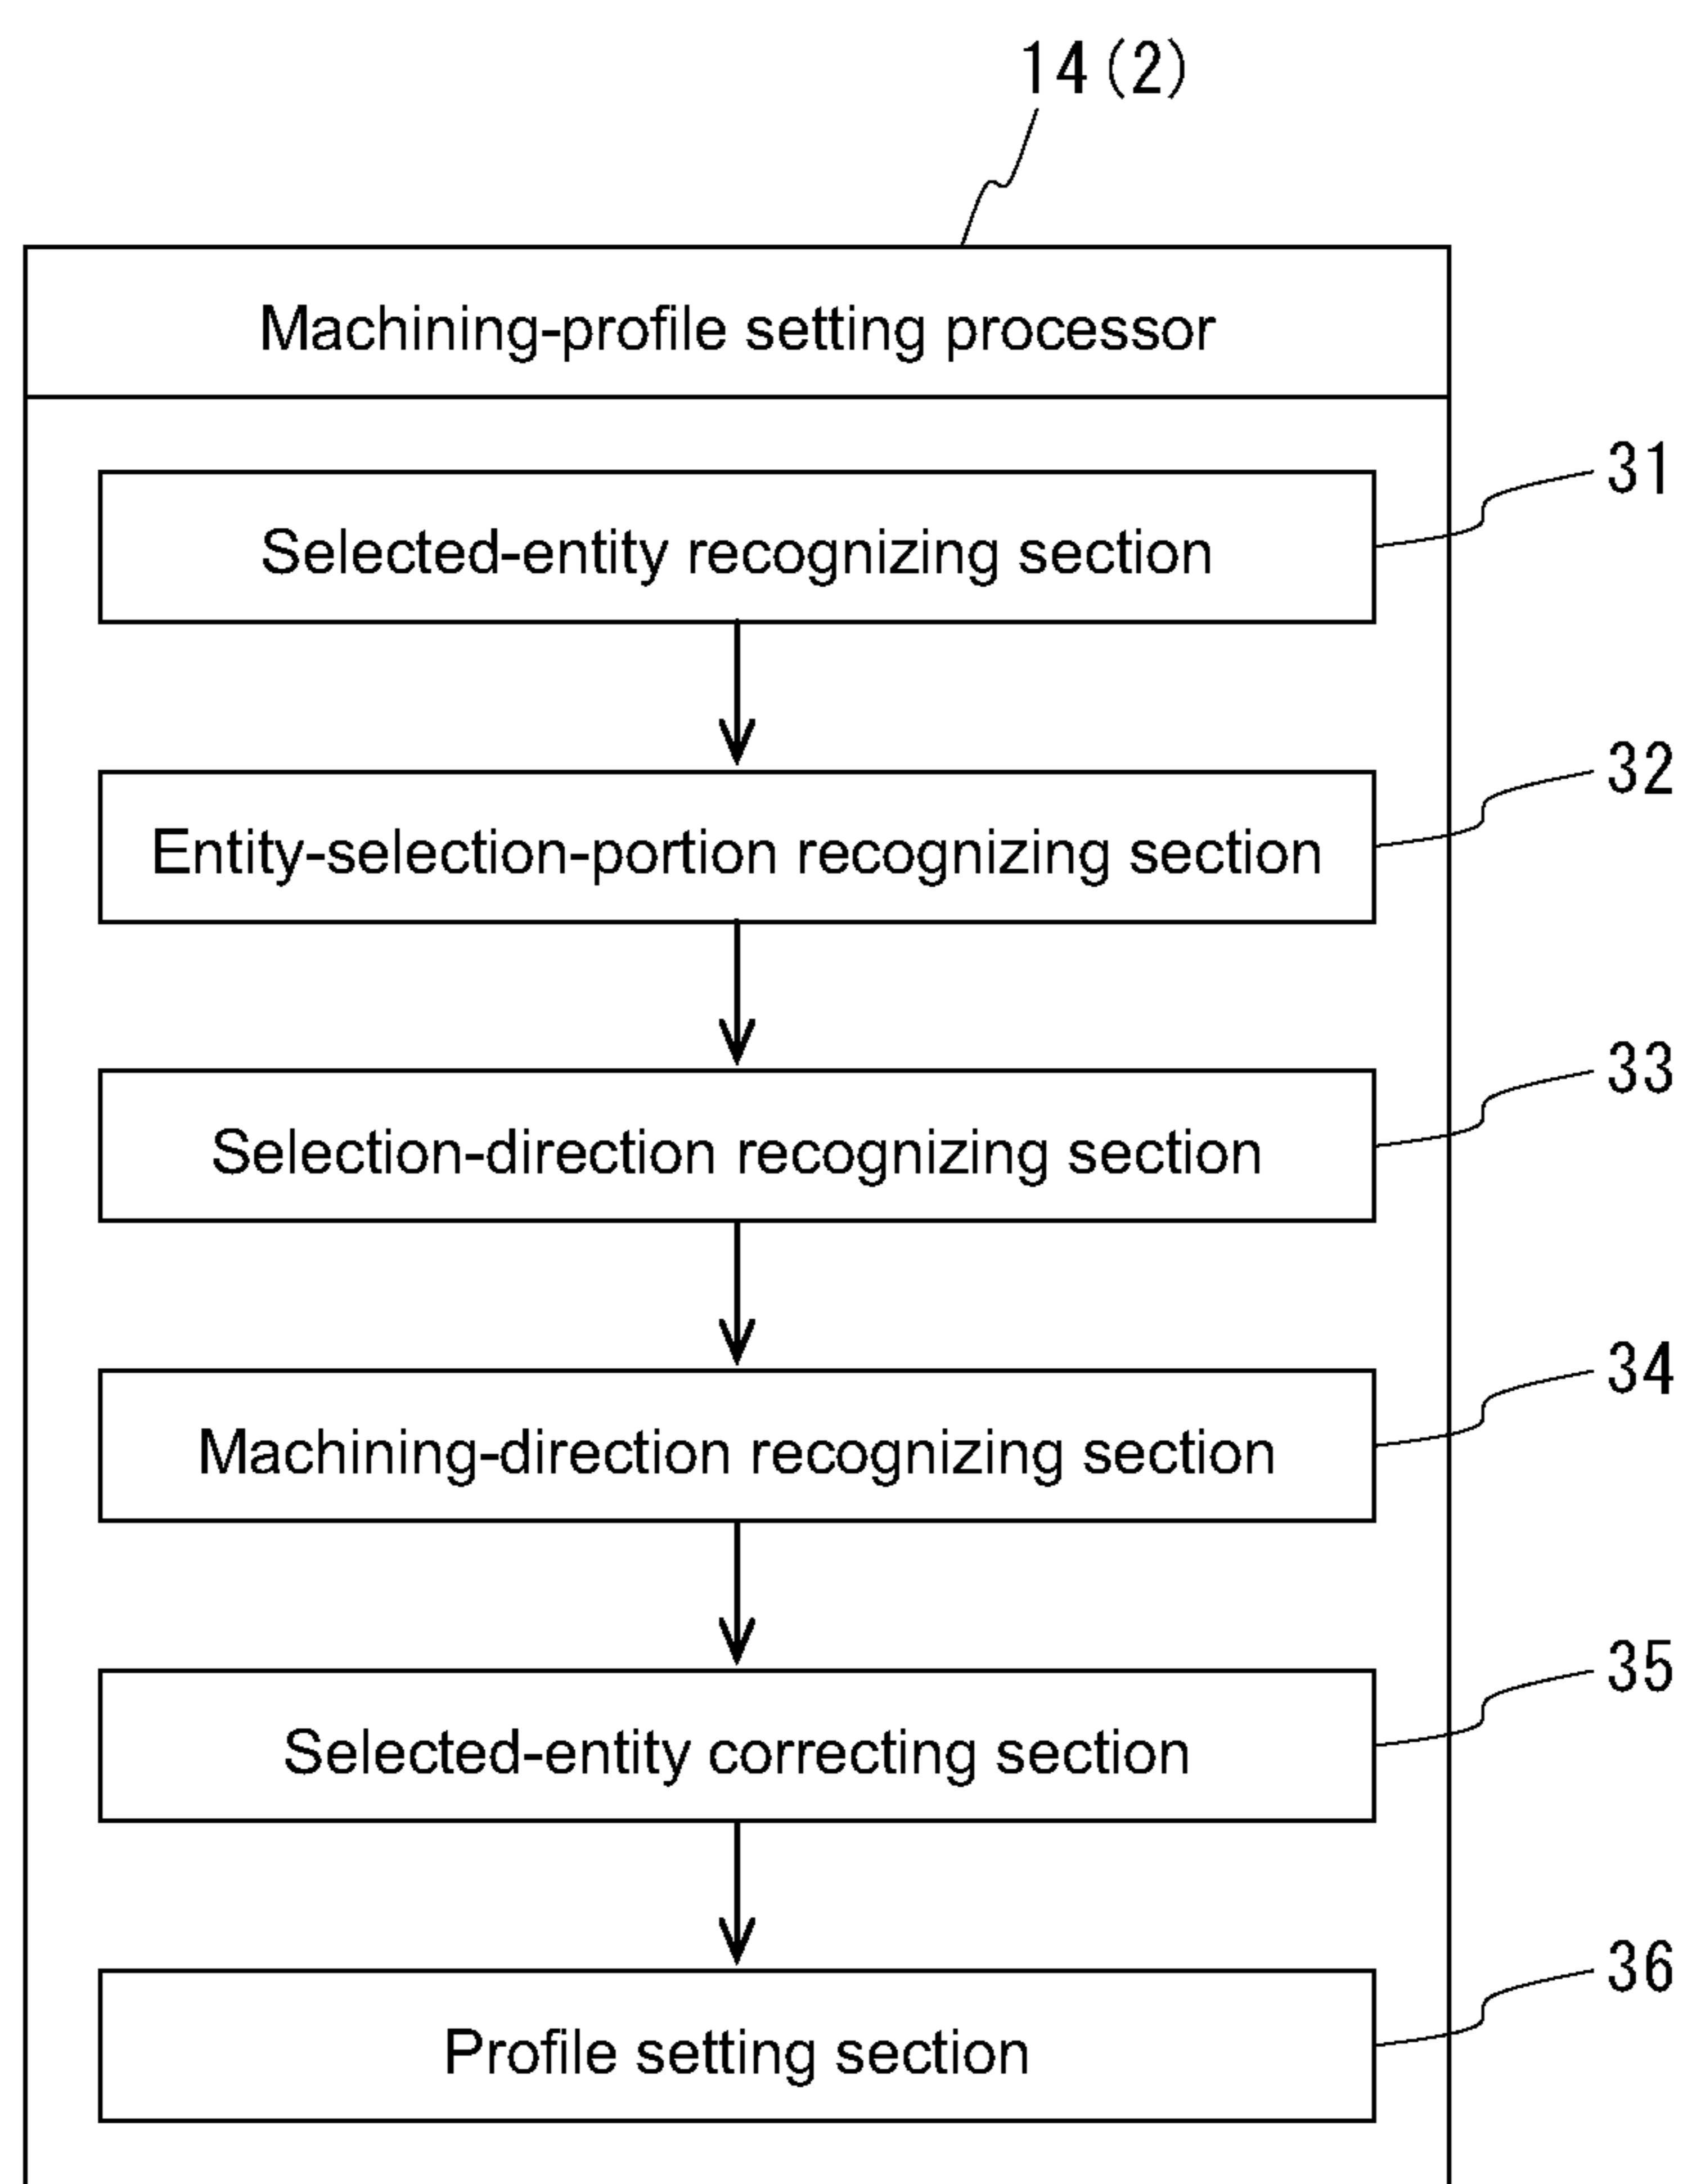 14(2)
Machining-profile setting processor
Selected-entity recognizing section
31
Entity-selection-portion recognizing section
32
Selection-direction recognizing section
33
Machining-direction recognizing section
34
Selected-entity correcting section
35
Profile setting section
36